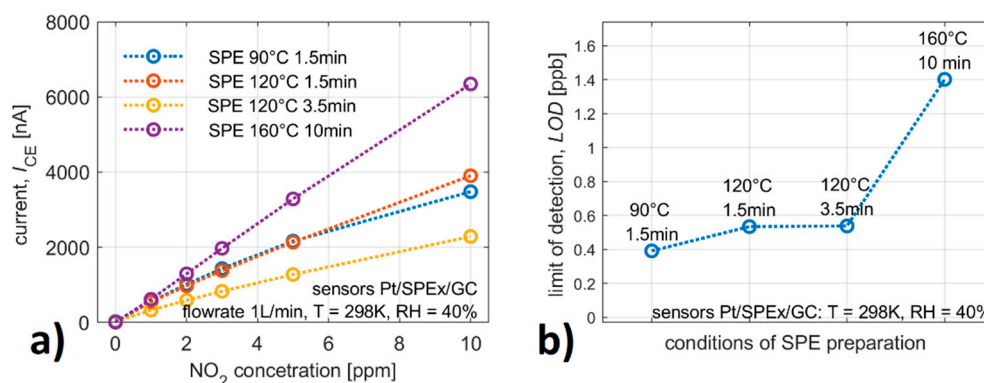 a)
8000
6000
4000
2000
0
current, I_CE [nA]
SPE 90°C 1.5min
SPE 120°C 1.5min
SPE 120°C 3.5min
SPE 160°C 10min
sensors Pt/SPEx/GC
flowrate 1L/min, T = 298K, RH = 40%
0 2 4 6 8 10
NO₂ concetration [ppm]
b)
1.6
1.4
1.2
1
0.8
0.6
0.4
0.2
0
limit of detection, LOD [ppb]
160°C
10 min
120°C
1.5min
120°C
3.5min
90°C
1.5min
sensors Pt/SPEx/GC: T = 298K, RH = 40%
conditions of SPE preparation